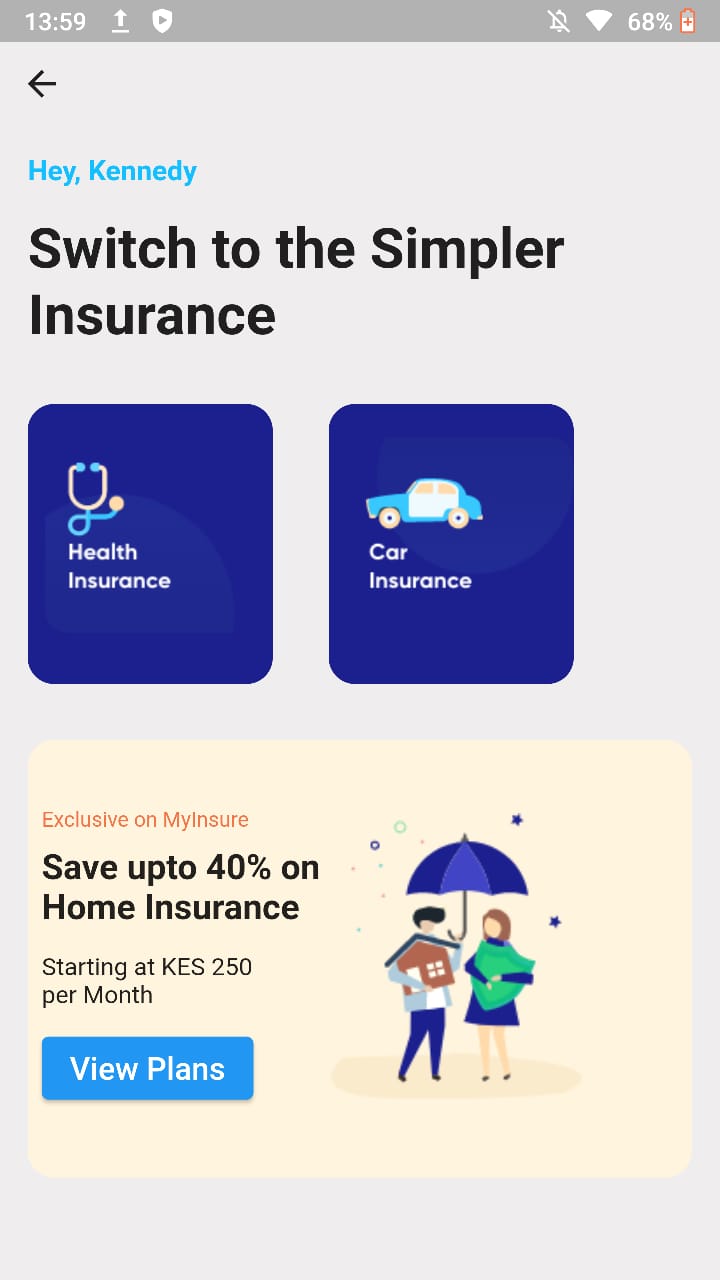 13:59
68%
Hey, Kennedy
Switch to the Simpler
Insurance
Health
Insurance
Car
Insurance
Exclusive on MyInsure
Save upto 40% on
Home Insurance
Starting at KES 250
per Month
View Plans